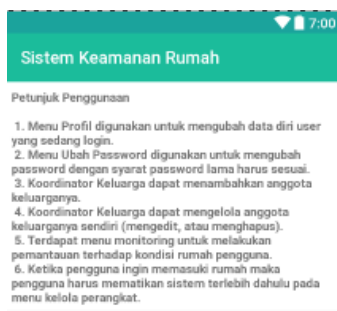 7:00
Sistem Keamanan Rumah
Petunjuk Penggunaan
1. Menu Profil digunakan untuk mengubah data diri user
yang sedang login.
2. Menu Ubah Password digunakan untuk mengubah
password dengan syarat password lama harus sesuai.
3. Koordinator Keluarga dapat menambahkan anggota
keluarganya.
4. Koordinator Keluarga dapat mengelola anggota
keluarganya sendiri (mengedit, atau menghapus).
5. Terdapat menu monitoring untuk melakukan
pemantauan terhadap kondisi rumah pengguna.
6. Ketika pengguna ingin memasuki rumah maka
pengguna harus mematikan sistem terlebih dahulu pada
menu kelola perangkat.